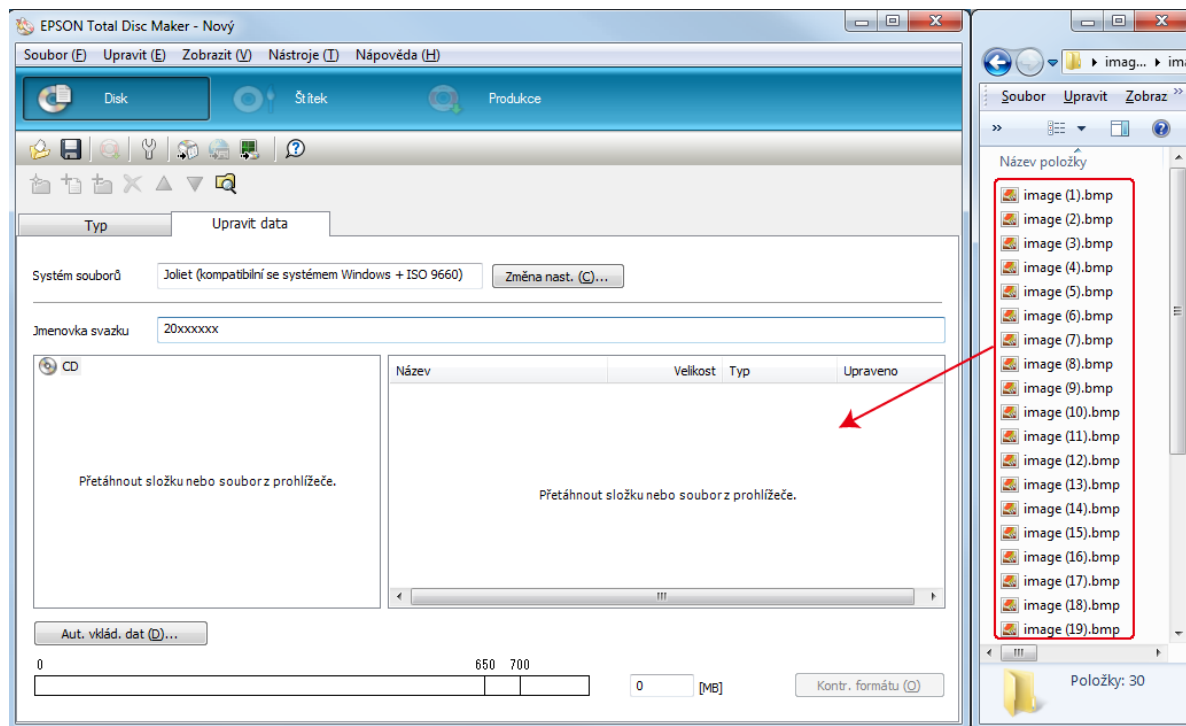 EPSON Total Disc Maker - Nový
Soubor (F) Upravit (E) Zobrazit (V) Nástroje (T) Nápověda (H)
Disk Štítek Produkce
Typ Upravit data
Systém souborů Joliet (kompatibilní se systémem Windows + ISO 9660) Změna nast. (C)...
Jmenovka svazku 20xxxxxx
CD
Přetáhnout složku nebo soubor z prohlížeče.
Název Velikost Typ Upraveno
Přetáhnout složku nebo soubor z prohlížeče.
Aut. vklád. dat (D)...
0 650 700
0 [MB] Kontr. formátu (O)
imag... ima
Soubor Upravit Zobraz »
»
Název položky
image (1).bmp
image (2).bmp
image (3).bmp
image (4).bmp
image (5).bmp
image (6).bmp
image (7).bmp
image (8).bmp
image (9).bmp
image (10).bmp
image (11).bmp
image (12).bmp
image (13).bmp
image (14).bmp
image (15).bmp
image (16).bmp
image (17).bmp
image (18).bmp
image (19).bmp
Položky: 30